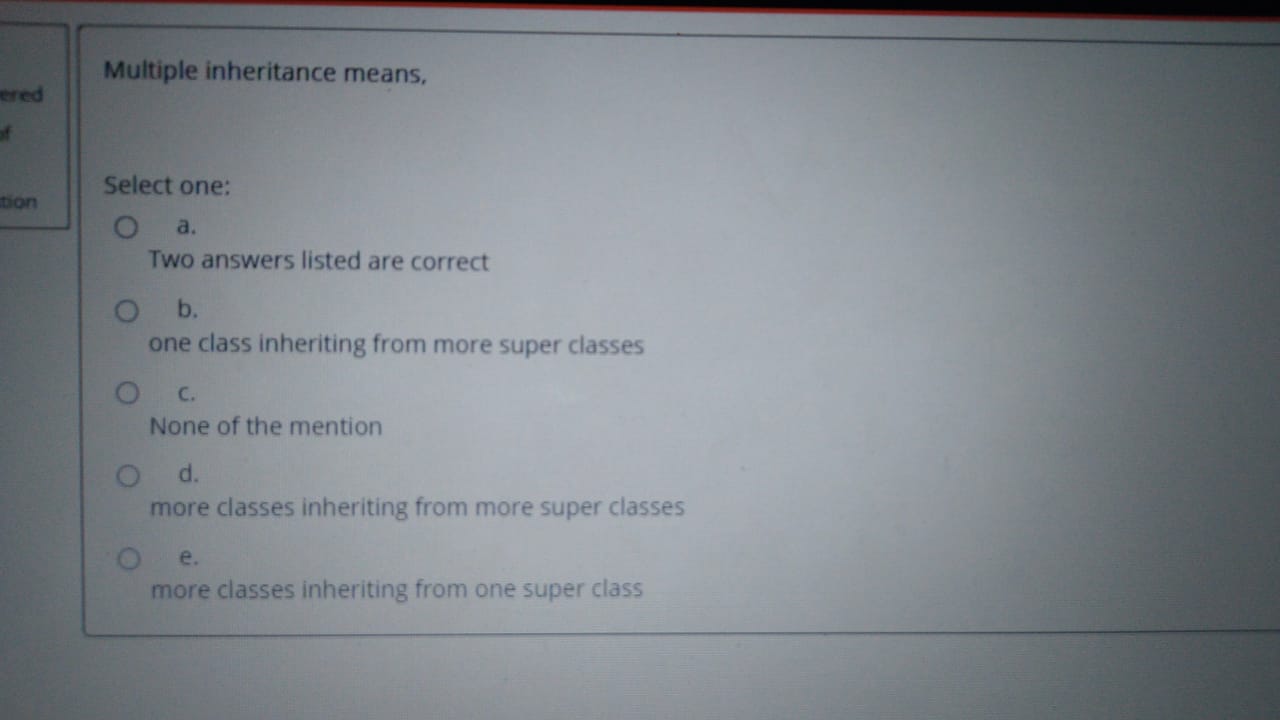 ered
of
tion
Multiple inheritance means,
Select one:
a.
Two answers listed are correct
b.
one class inheriting from more super classes
c.
None of the mention
d.
more classes inheriting from more super classes
e.
more classes inheriting from one super class